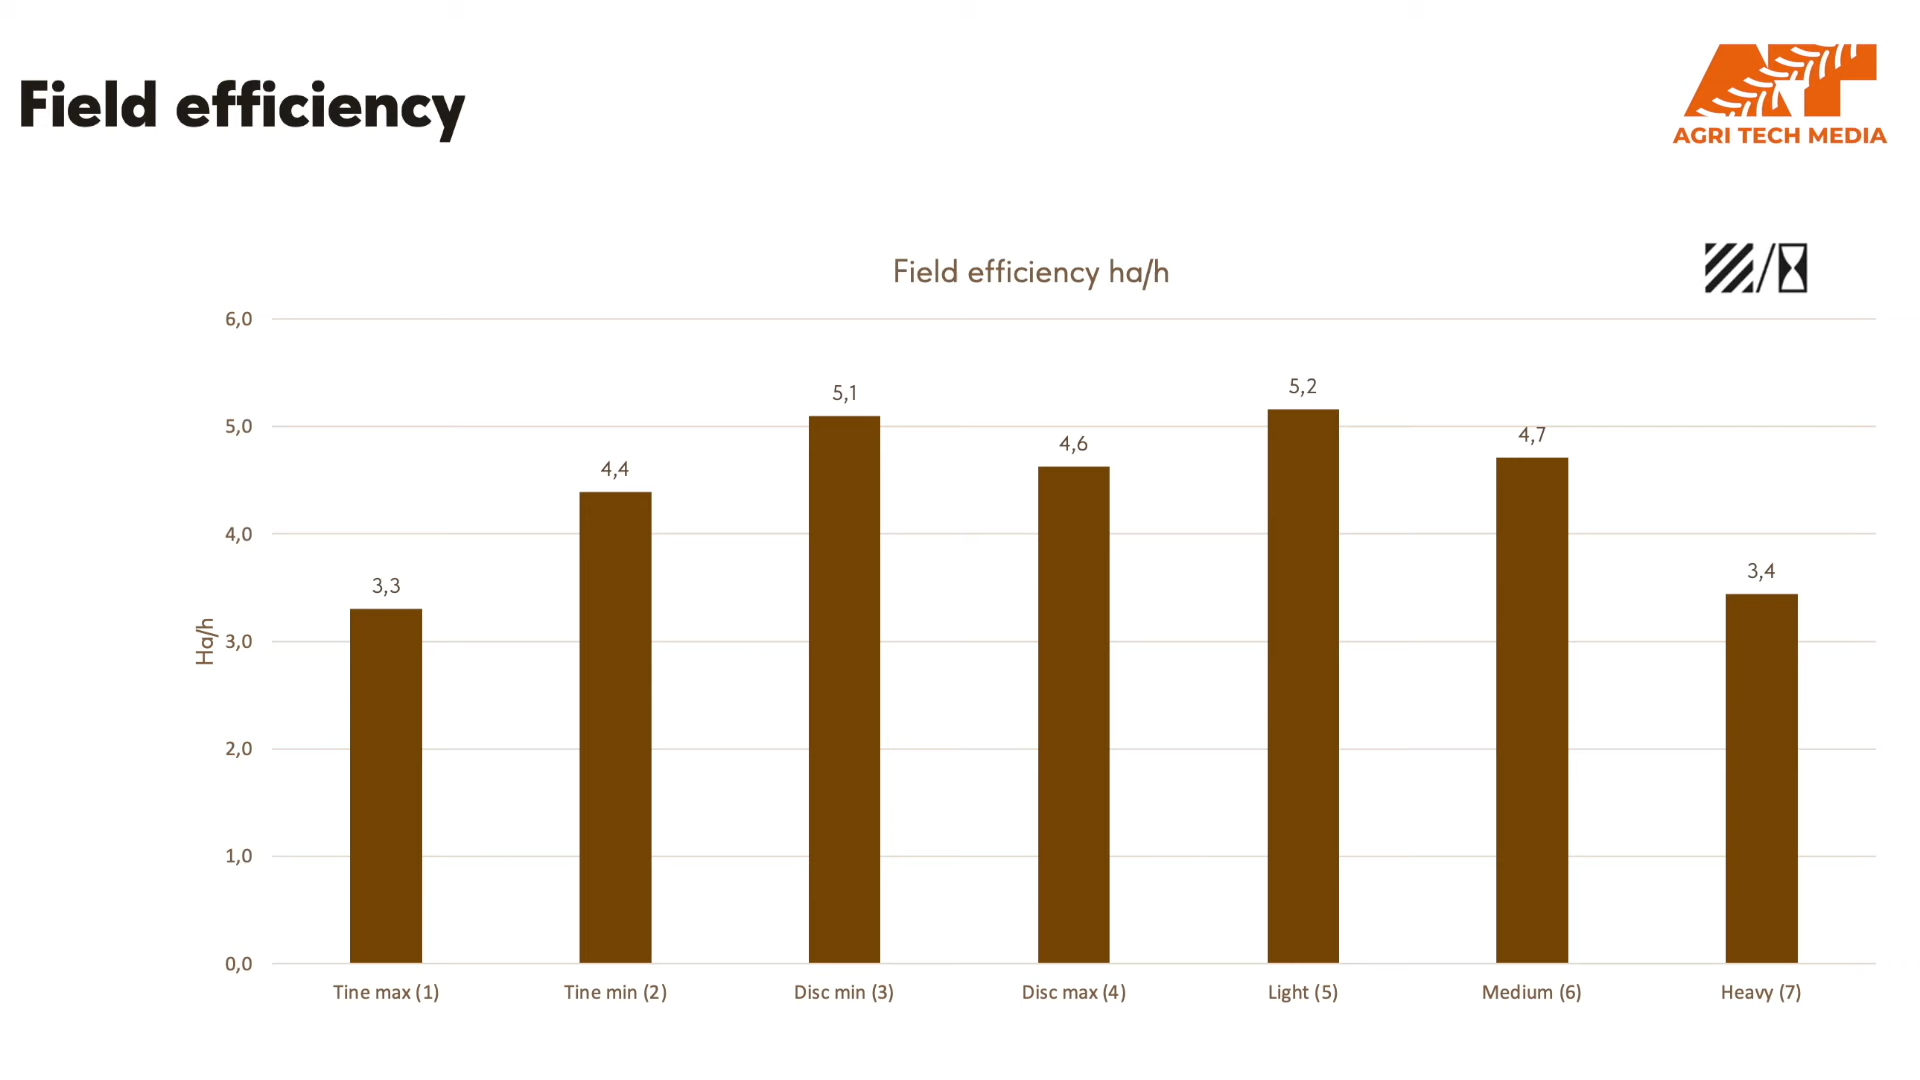 Field efficiency
AGRI TECH MEDIA
Field efficiency ha/h
6,0
5,0
4,0
3,0
2,0
1,0
0,0
Ha/h
3,3
4,4
5,1
4,6
5,2
4,7
3,4
Tine max (1)
Tine min (2)
Disc min (3)
Disc max (4)
Light (5)
Medium (6)
Heavy (7)